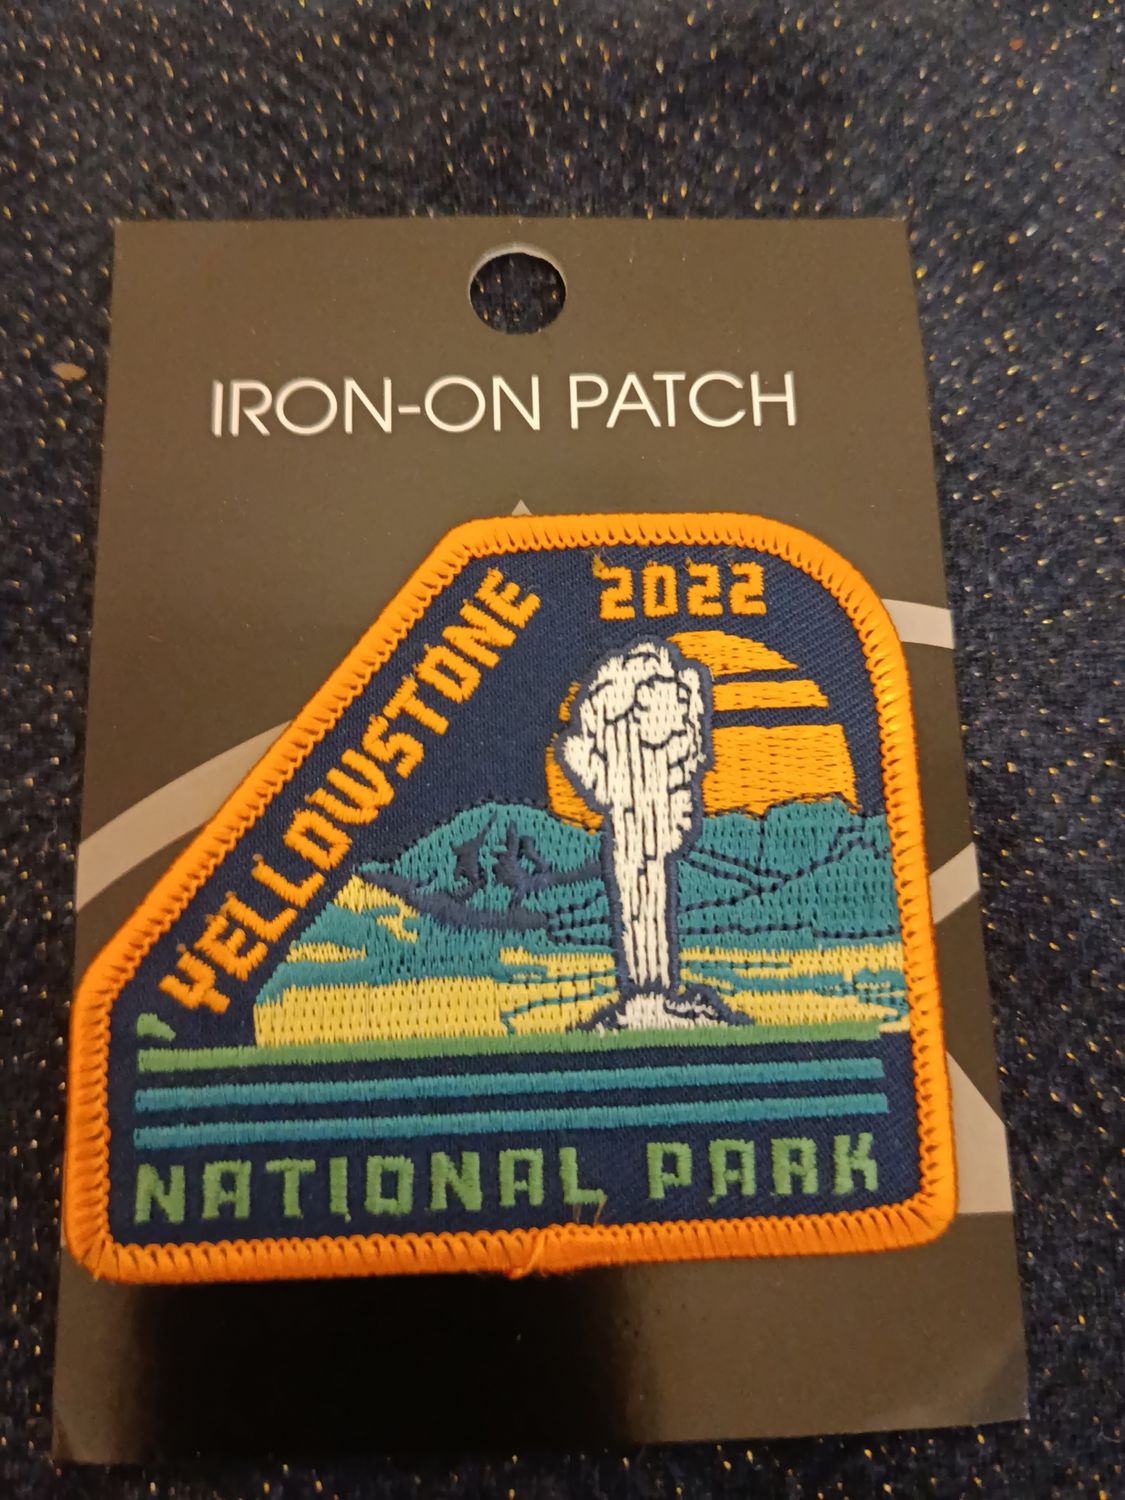 IRON-ON PATCH
YELLOWSTONE
2022
NATIONAL PARK